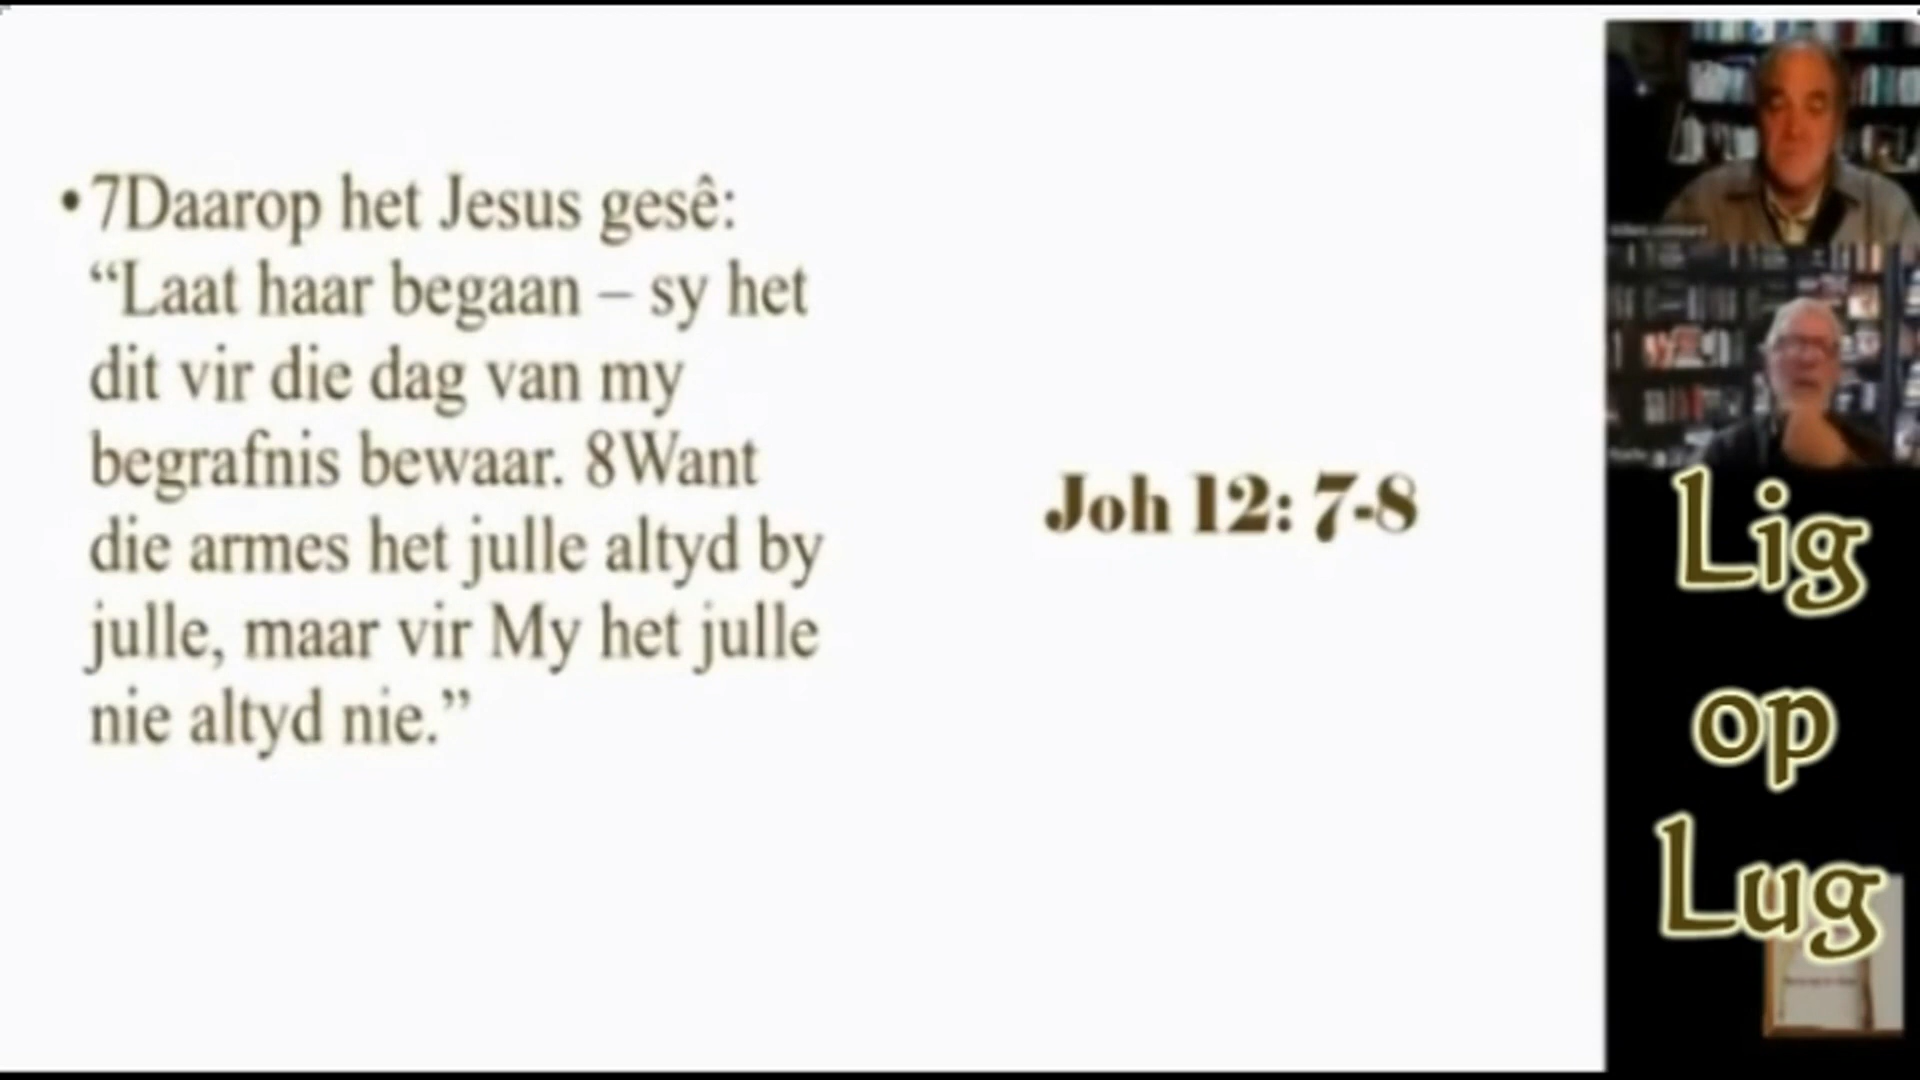 •7Daarop het Jesus gesê:
“Laat haar begaan – sy het
dit vir die dag van my
begrafnis bewaar. 8Want
die armes het julle altyd by
julle, maar vir My het julle
nie altyd nie.”
Joh 12: 7-8
Lig
op
Lug